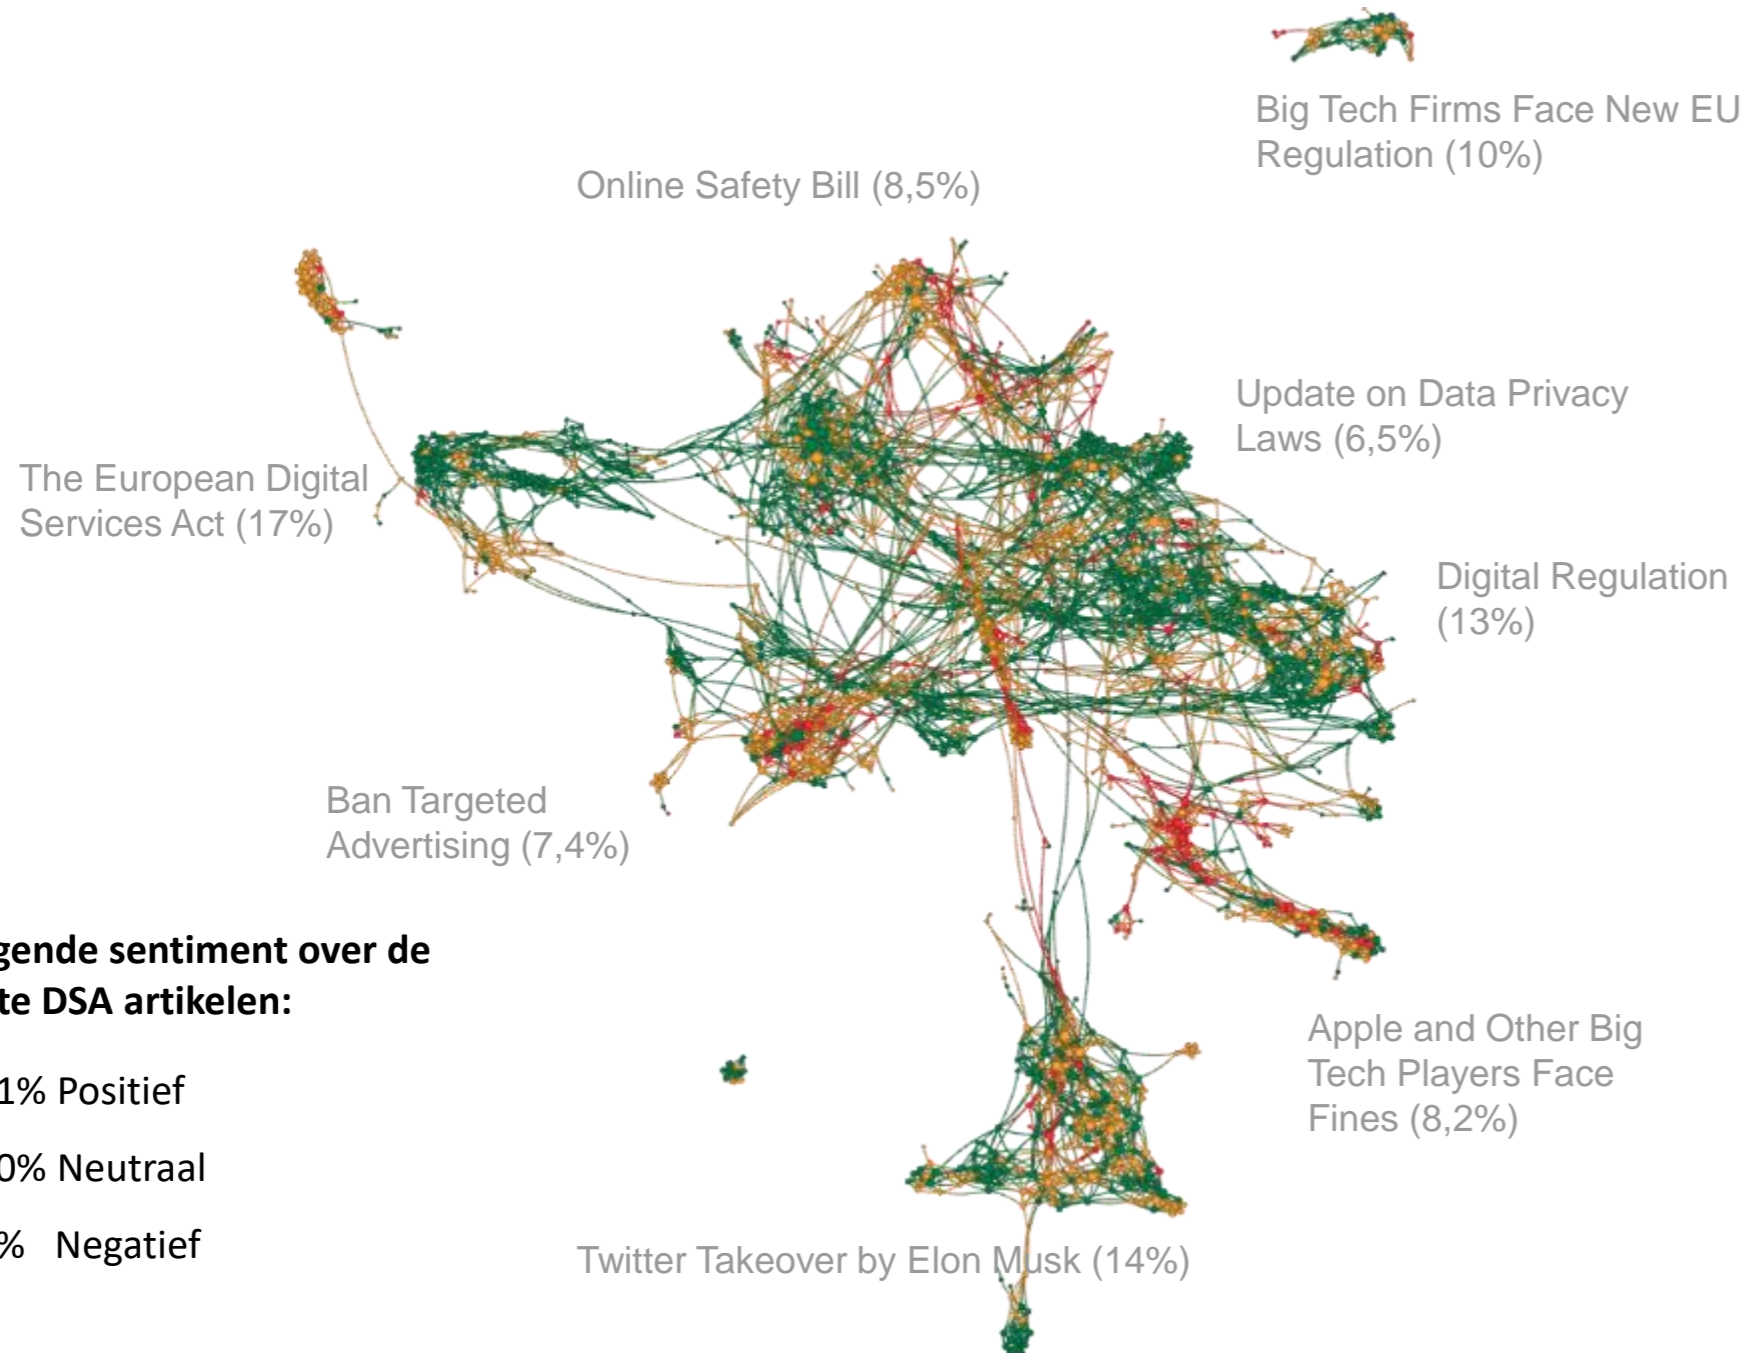 Big Tech Firms Face New EU
Regulation (10%)
Online Safety Bill (8,5%)
Update on Data Privacy
Laws (6,5%)
The European Digital
Services Act (17%)
Digital Regulation
(13%)
Ban Targeted
Advertising (7,4%)
gende sentiment over de
te DSA artikelen:
1% Positief
0% Neutraal
% Negatief
Apple and Other Big
Tech Players Face
Fines (8,2%)
Twitter Takeover by Elon Musk (14%)